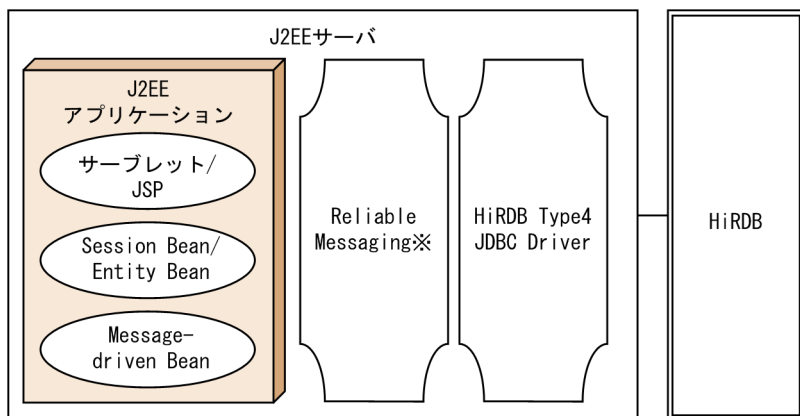 J2EEサーバ
J2EE
アプリケーション
サーブレット/
JSP
Session Bean/
Entity Bean
Message-
driven Bean
Reliable
Messaging※
HiRDB Type4
JDBC Driver
HiRDB